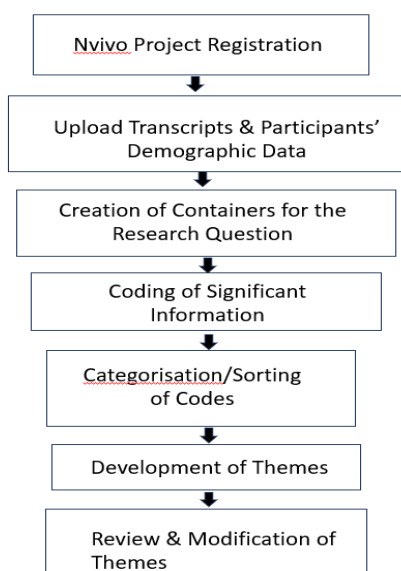 Nvivo Project Registration
Upload Transcripts & Participants'
Demographic Data
Creation of Containers for the
Research Question
Coding of Significant
Information
Categorisation/Sorting
of Codes
Development of Themes
Review & Modification of
Themes